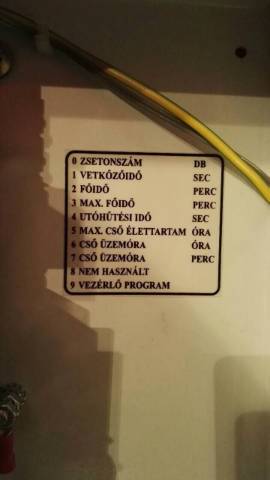 0 ZSETONSZÁM DB
1 VETKŐZŐIDŐ SEC
2 FŐIDŐ PERC
3 MAX. FŐIDŐ PERC
4 UTÓHŰTÉSI IDŐ SEC
5 MAX. CSŐ ÉLETTARTAM ÓRA
6 CSŐ ÜZEMÓRA ÓRA
7 CSŐ ÜZEMÓRA PERC
8 NEM HASZNÁLT
9 VEZÉRLŐ PROGRAM